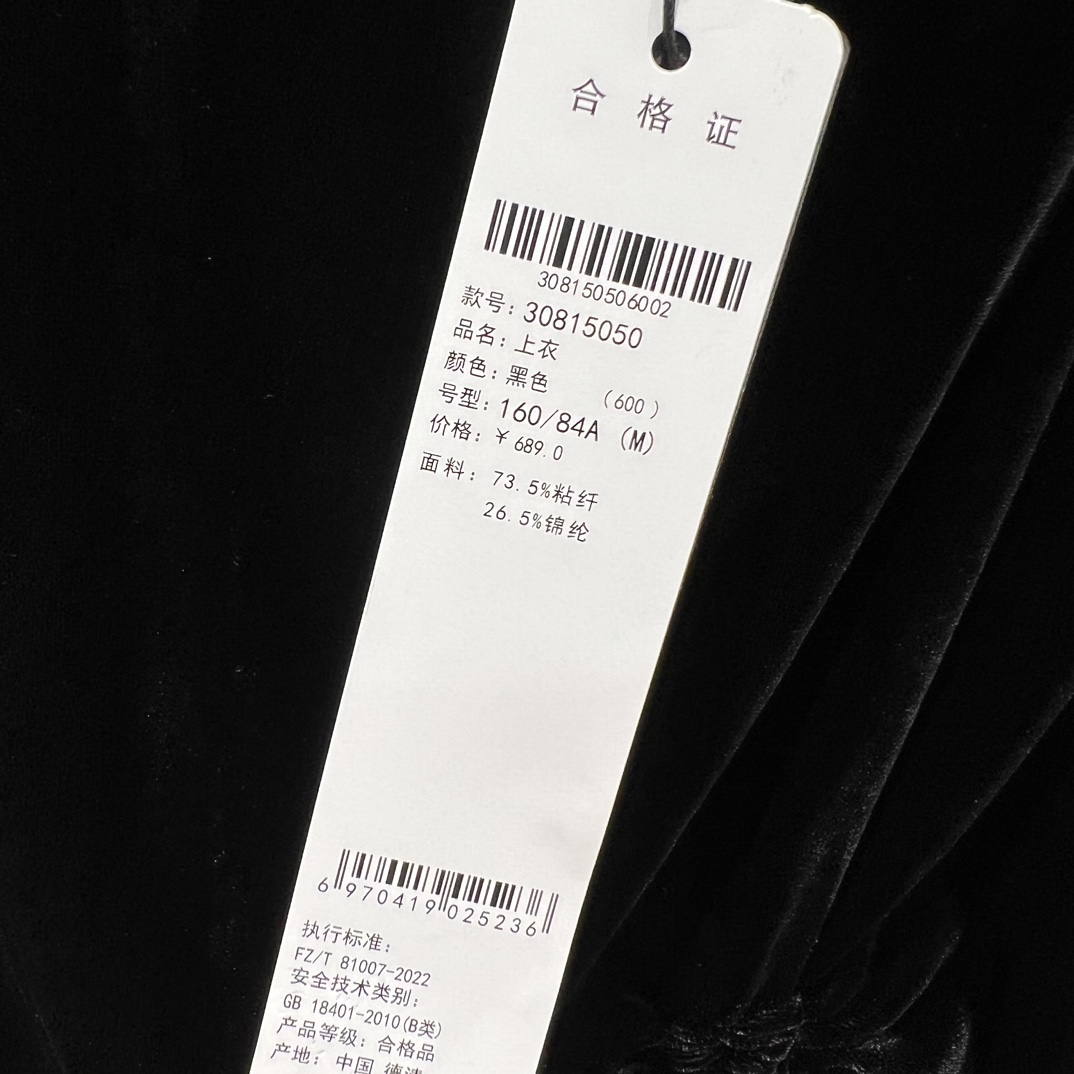 合格证
308150506002
款号：30815050
品名：上衣
颜色：黑色 （600）
号型：160/84A （M）
价格：￥689.0
面料：73.5%粘纤
26.5%锦纶
6970419025236
执行标准：
FZ/T 81007-2022
安全技术类别：
GB 18401-2010(B类)
产品等级：合格品
产地：中国